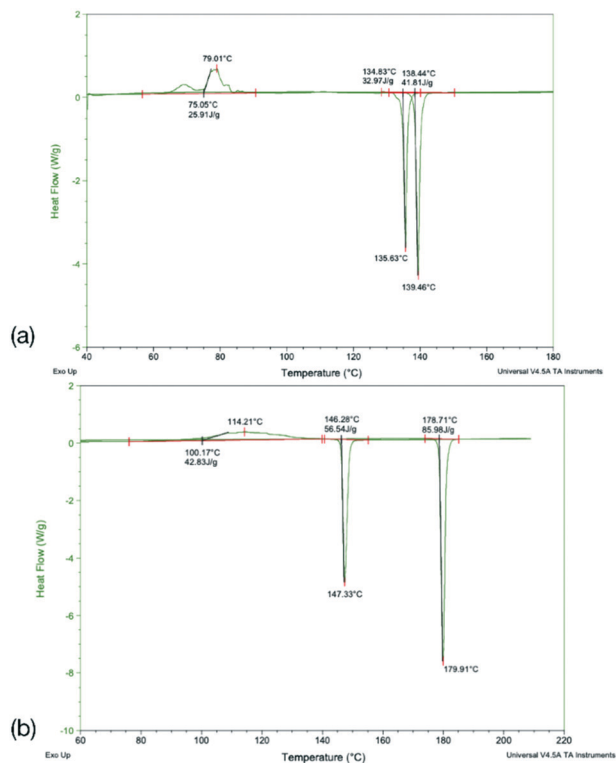 2
79.01°C
134.83°C 138.44°C
32.97J/g 41.81J/g
0
75.05°C
25.91J/g
Heat Flow (W/g)
-2
-4
135.63°C
139.46°C
(a)
-6
40 60 80 100 120 140 160 180
Exo Up Temperature (°C) Universal V4.5A TA Instruments
2
114.21°C 146.28°C 178.71°C
56.54J/g 85.98J/g
0
100.17°C
42.83J/g
-2
Heat Flow (W/g)
-4
147.33°C
-6
179.91°C
-8
(b)
-10
60 80 100 120 140 160 180 200 220
Exo Up Temperature (°C) Universal V4.5A TA Instruments